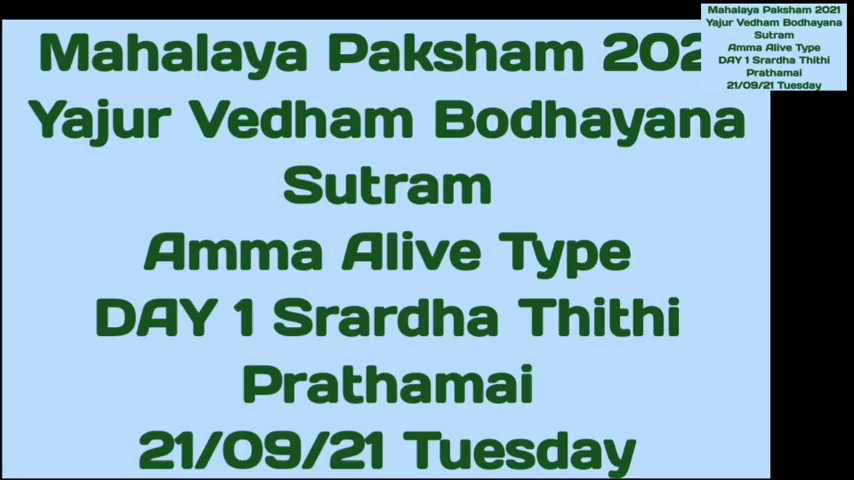 Mahalaya Paksham 202
Yajur Vedham Bodhayana
Sutram
Amma Alive Type
DAY 1 Srardha Thithi
Prathamai
21/09/21 Tuesday
Mahalaya Paksham 2021
Yajur Vedham Bodhayana
Sutram
Amma Alive Type
DAY 1 Srardha Thithi
Prathamai
21/09/21 Tuesday